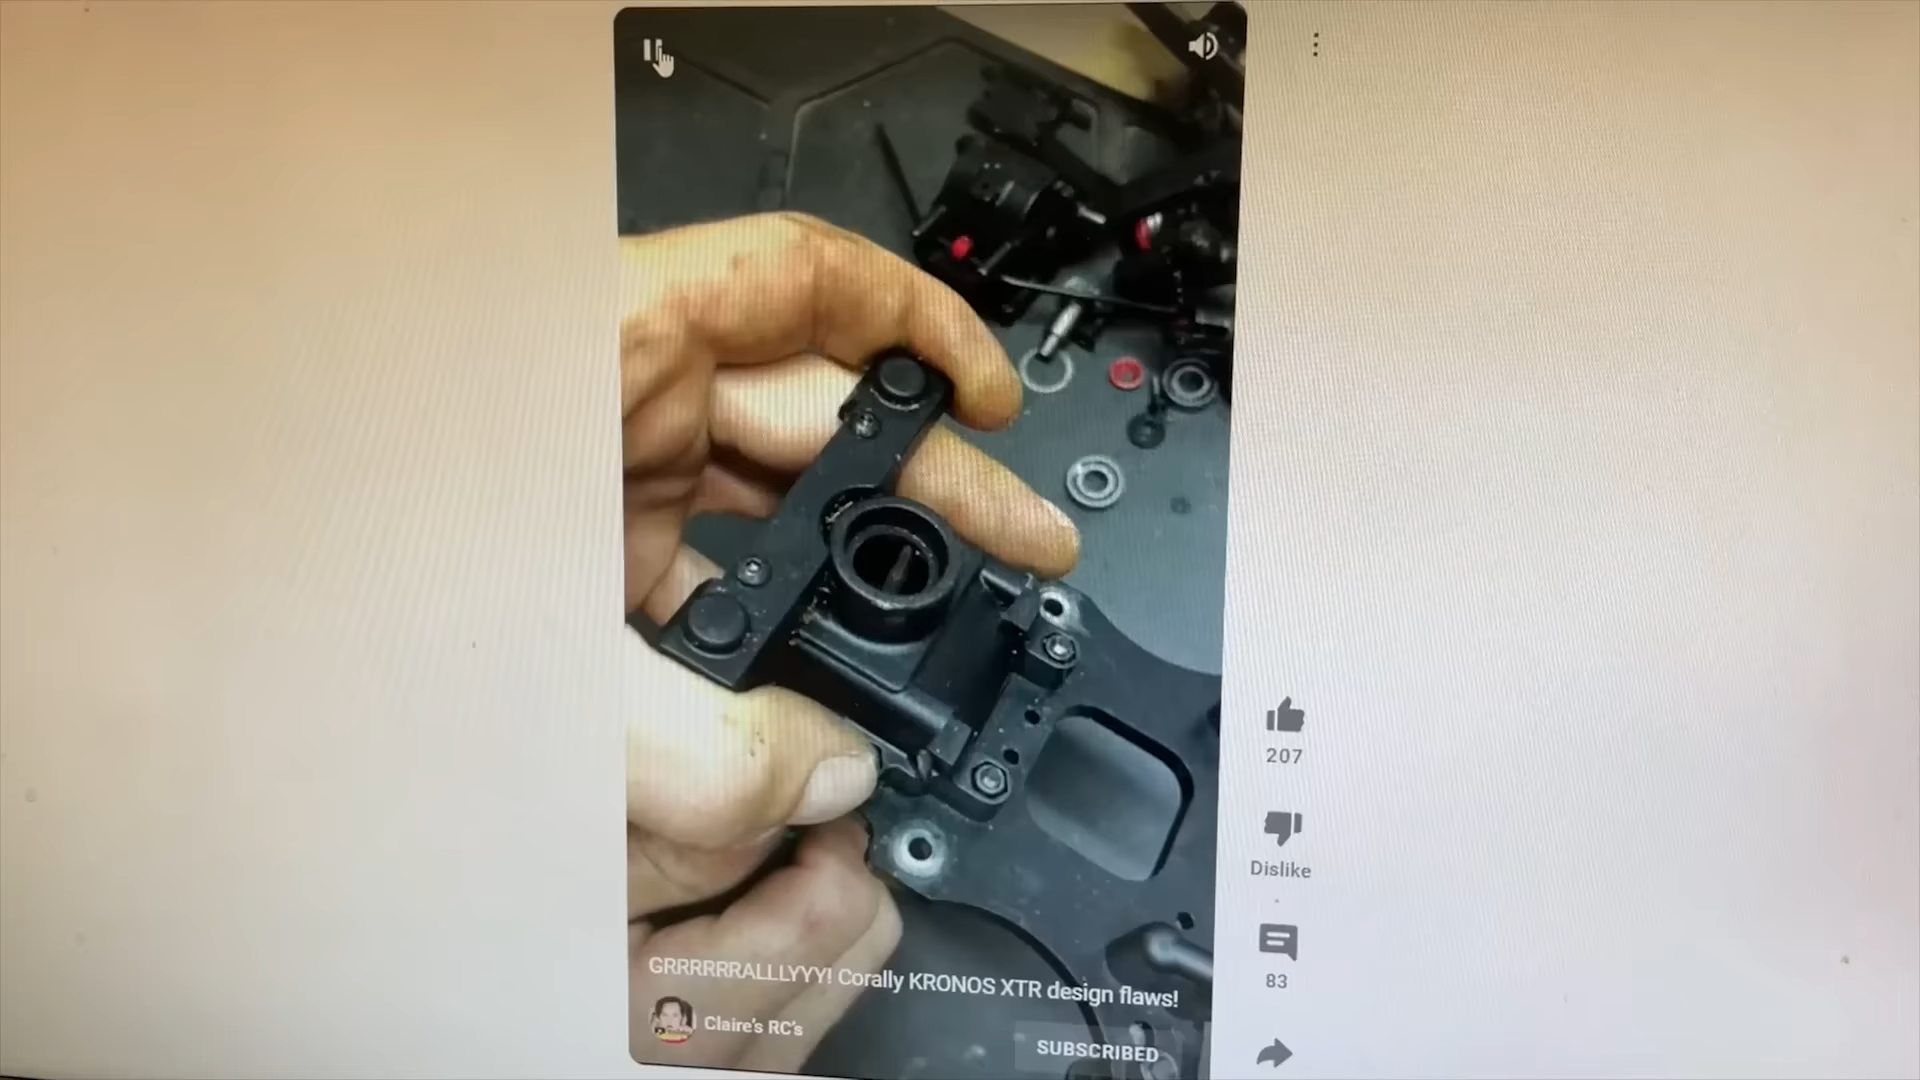 GRRRRRRALLLYYY! Corally KRONOS XTR design flaws!
Claire's RC's
SUBSCRIBED
207
Dislike
83